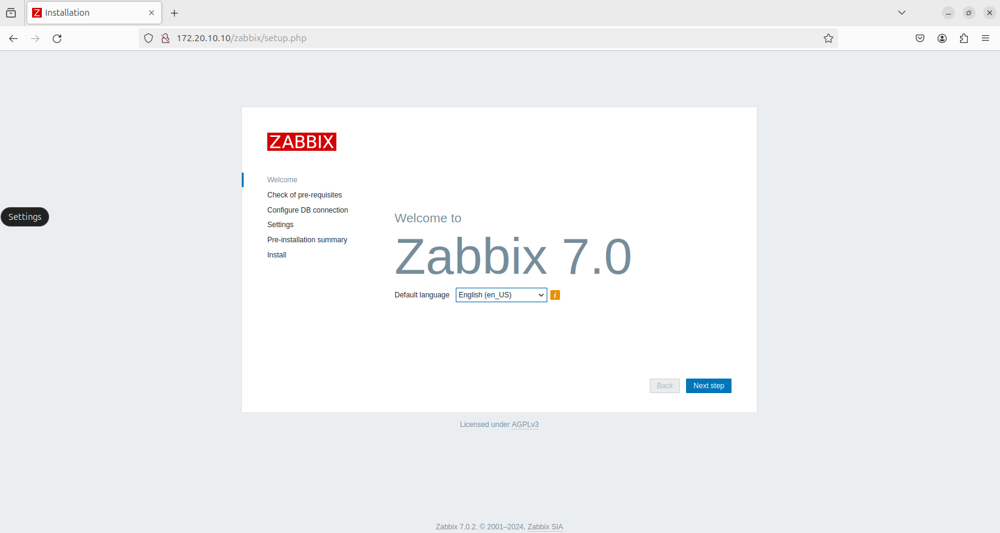 Installation
172.20.10.10/zabbix/setup.php
ZABBIX
Welcome
Check of pre-requisites
Configure DB connection
Settings
Pre-installation summary
Install
Settings
Welcome to
Zabbix 7.0
Default language English (en_US)
Back Next step
Licensed under AGPLv3
Zabbix 7.0.2. © 2001–2024, Zabbix SIA